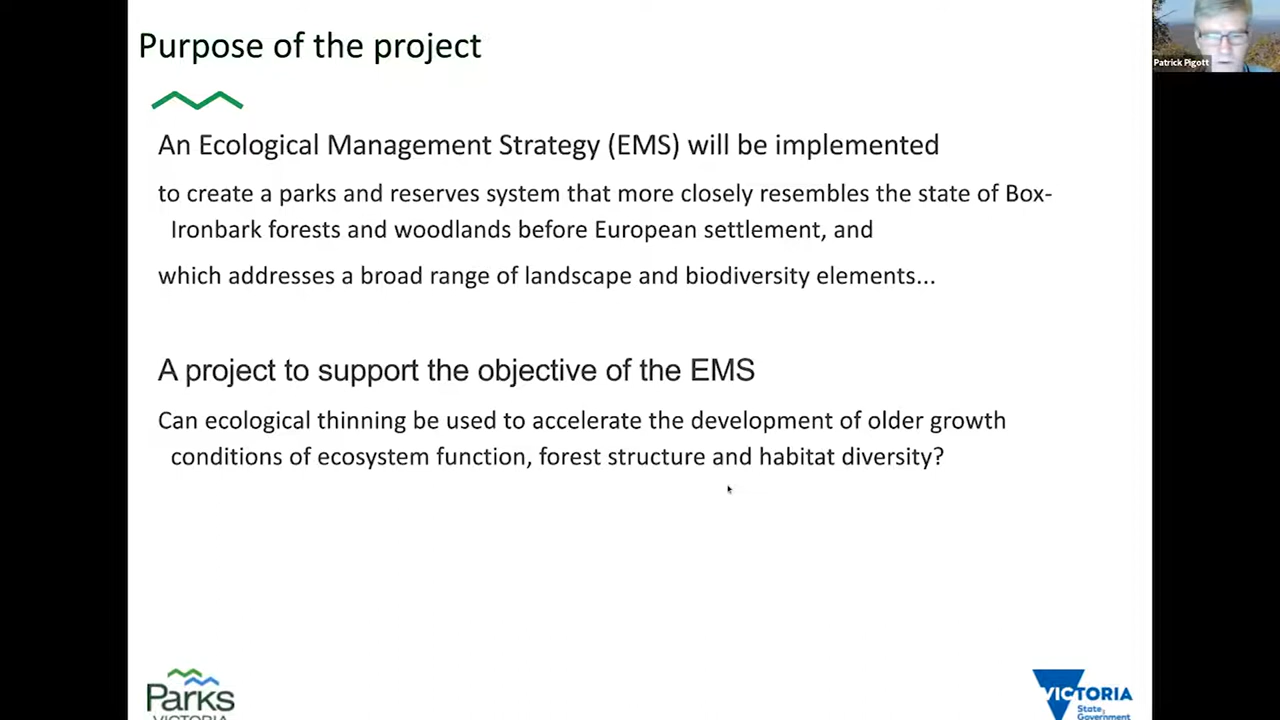 Purpose of the project
Patrick Pigott
An Ecological Management Strategy (EMS) will be implemented
to create a parks and reserves system that more closely resembles the state of Box-
Ironbark forests and woodlands before European settlement, and
which addresses a broad range of landscape and biodiversity elements...
A project to support the objective of the EMS
Can ecological thinning be used to accelerate the development of older growth
conditions of ecosystem function, forest structure and habitat diversity?
Parks
VICTORIA
VICTORIA
State
Government